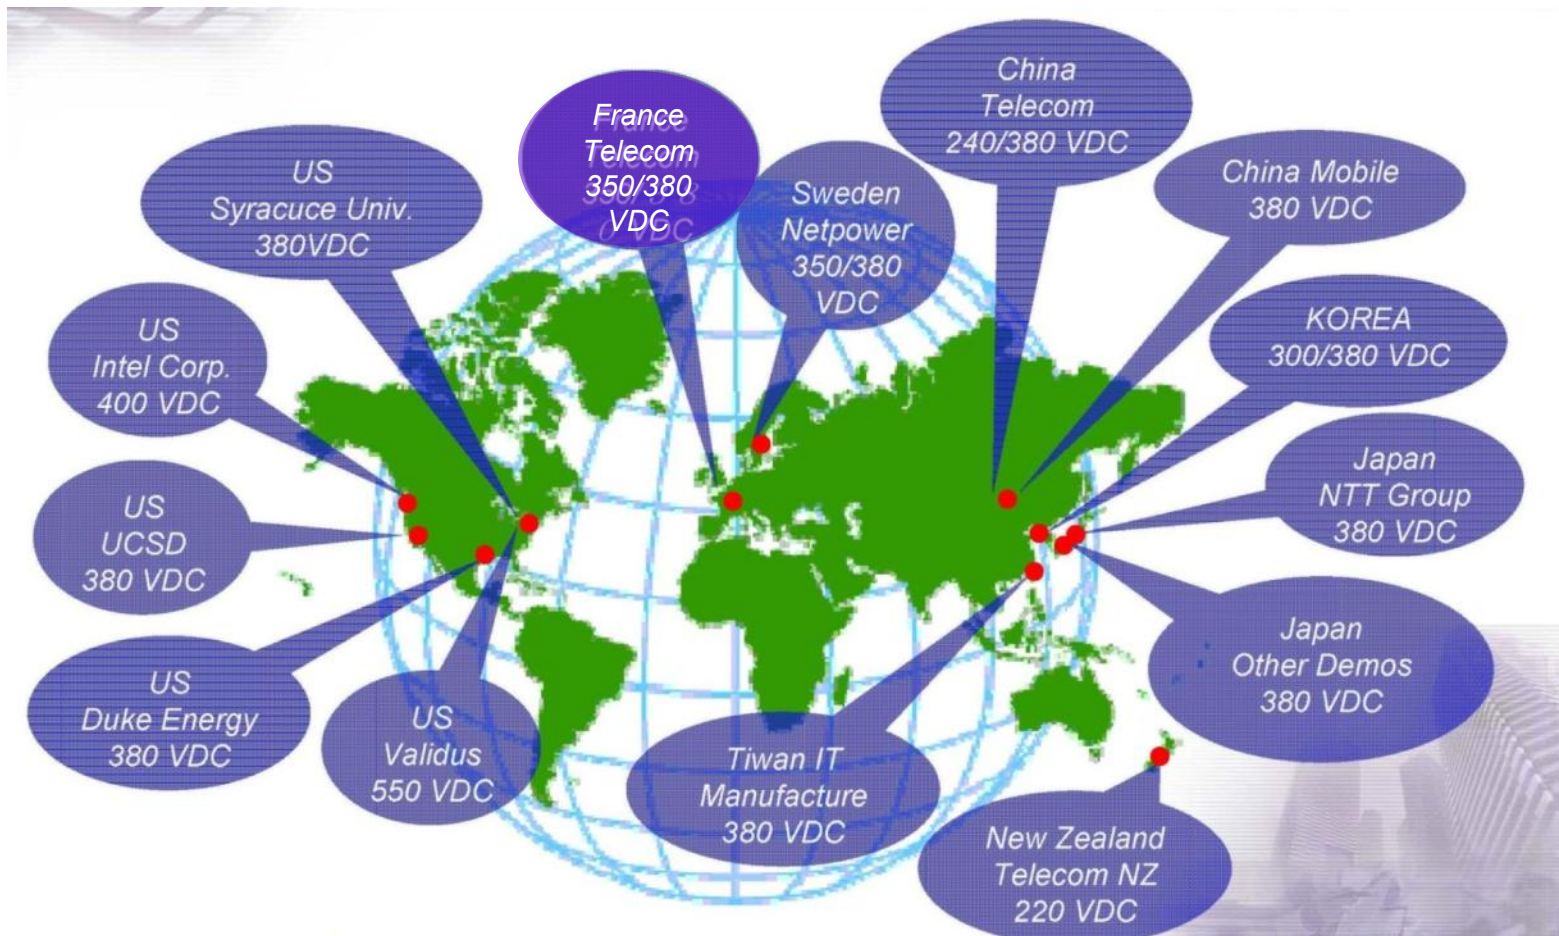 France
Telecom
350/380
VDC
China
Telecom
240/380 VDC
US
Syracuce Univ.
380VDC
Sweden
Netpower
350/380
VDC
China Mobile
380 VDC
US
Intel Corp.
400 VDC
KOREA
300/380 VDC
US
UCSD
380 VDC
Japan
NTT Group
380 VDC
US
Duke Energy
380 VDC
US
Validus
550 VDC
Tiwan IT
Manufacture
380 VDC
Japan
Other Demos
380 VDC
New Zealand
Telecom NZ
220 VDC